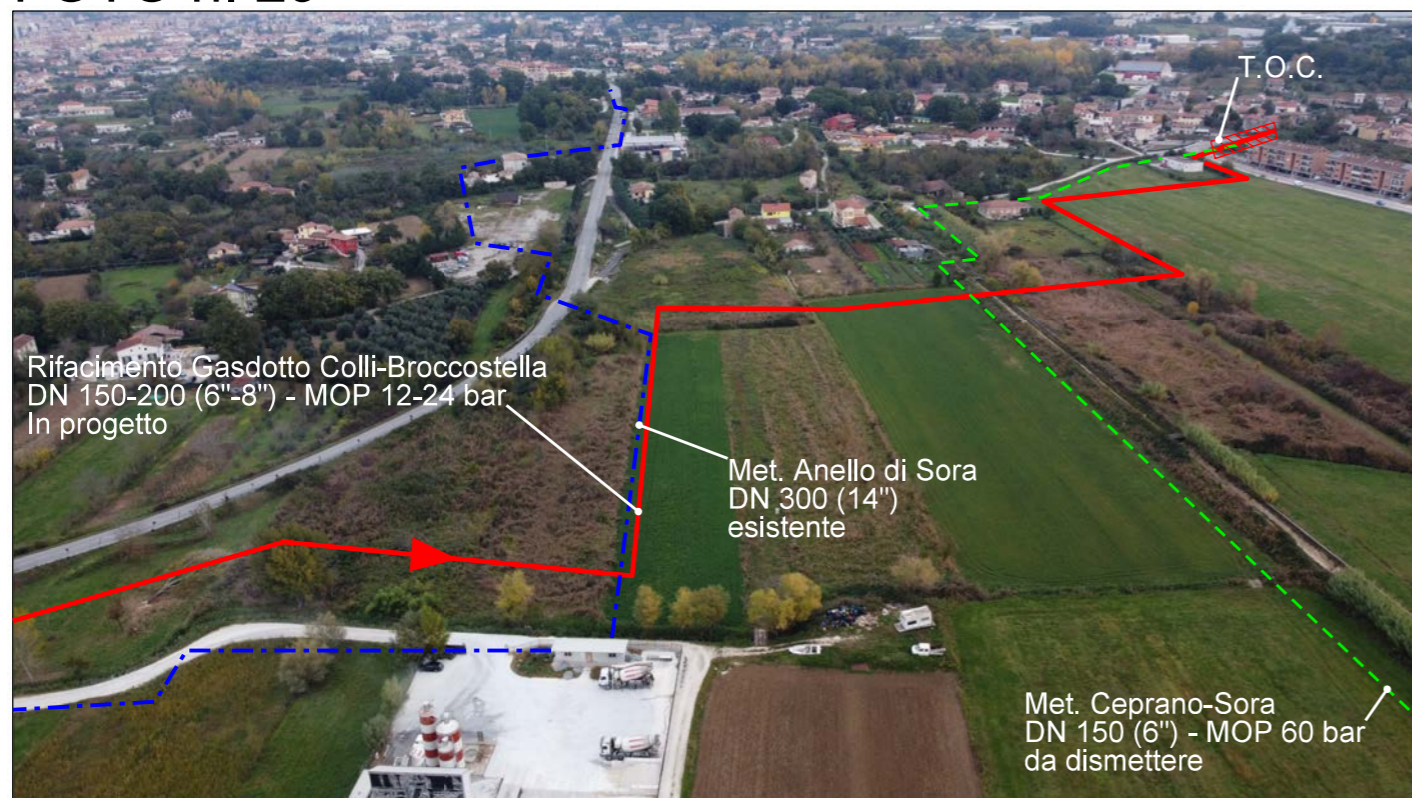 T.O.C.
Rifacimento Gasdotto Colli-Broccostella
DN 150-200 (6"-8") - MOP 12-24 bar
In progetto
Met. Anello di Sora
DN 300 (14")
esistente
Met. Ceprano-Sora
DN 150 (6") - MOP 60 bar
da dismettere